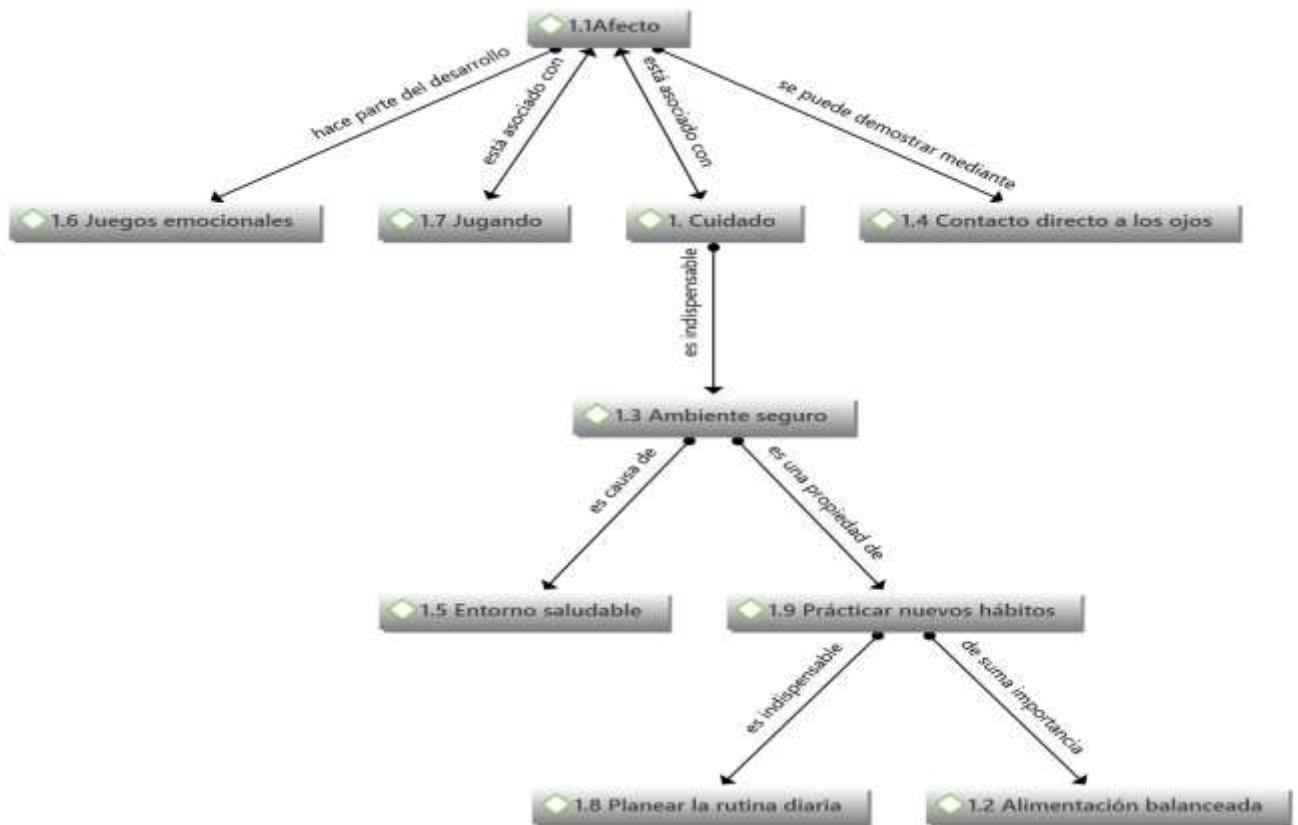 1.1Afecto
hace parte del desarrollo
está asociado con
está asociado con
se puede demostrar mediante
1.6 Juegos emocionales
1.7 Jugando
1. Cuidado
1.4 Contacto directo a los ojos
es indispensable
1.3 Ambiente seguro
es causa de
es una propiedad de
1.5 Entorno saludable
1.9 Prácticar nuevos hábitos
es indispensable
de suma importancia
1.8 Planear la rutina diaria
1.2 Alimentación balanceada